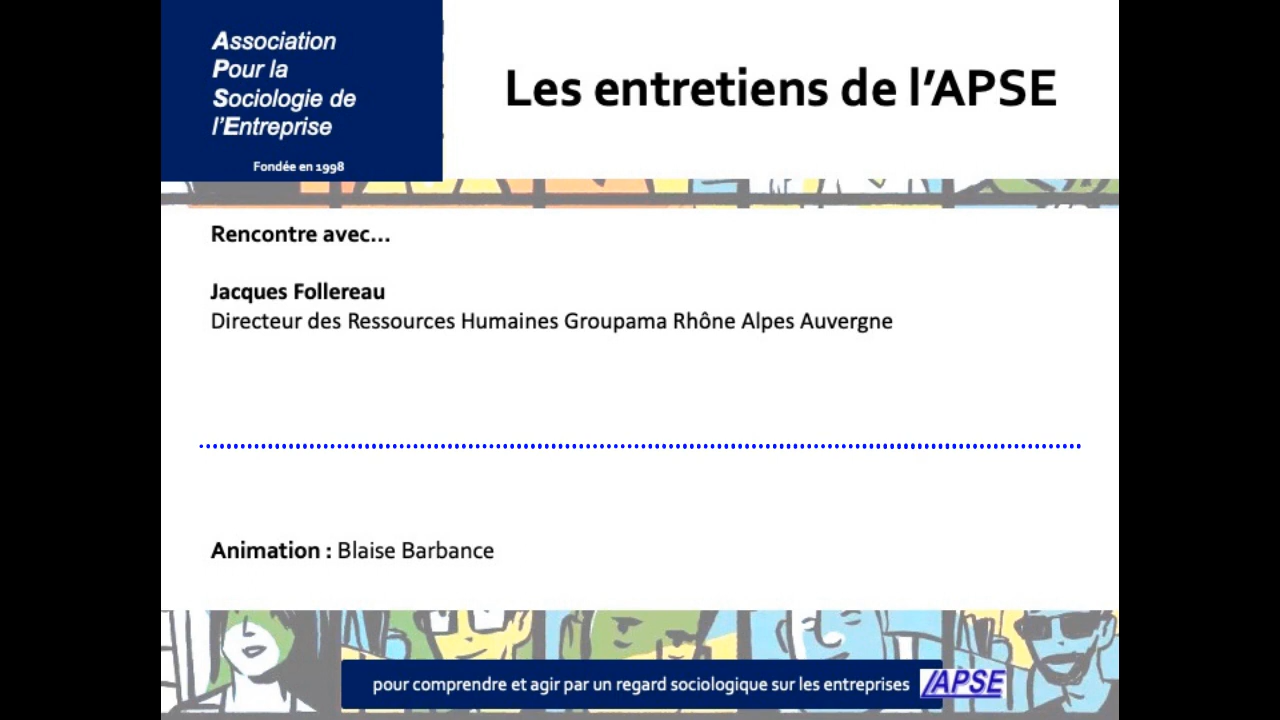 Association
Pour la
Sociologie de
l'Entreprise
Fondée en 1998
Les entretiens de l'APSE
Rencontre avec...
Jacques Follereau
Directeur des Ressources Humaines Groupama Rhône Alpes Auvergne
Animation : Blaise Barbance
pour comprendre et agir par un regard sociologique sur les entreprises
APSE